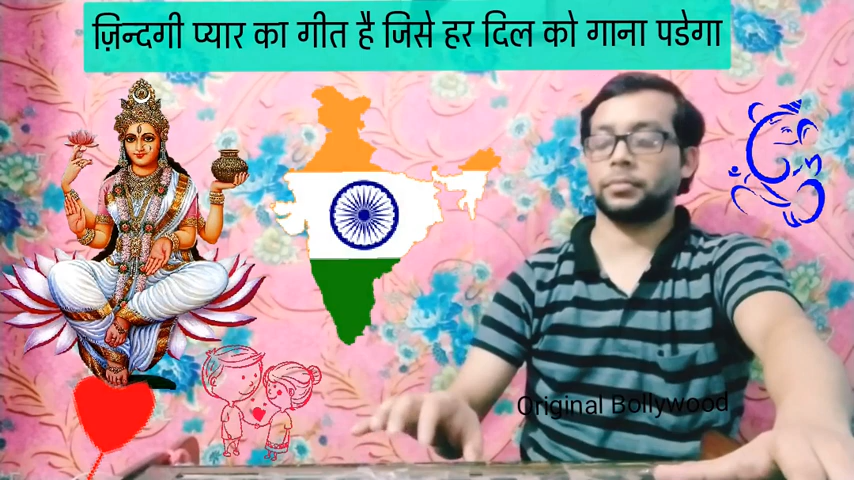 ज़िन्दगी प्यार का गीत है जिसे हर दिल को गाना पडेगा
Original Bollywood